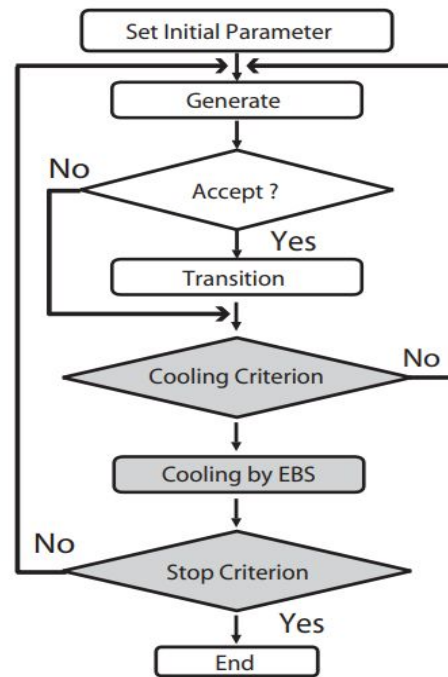 Set Initial Parameter
Generate
No
Accept ?
Yes
Transition
No
Cooling Criterion
Cooling by EBS
No
Stop Criterion
Yes
End